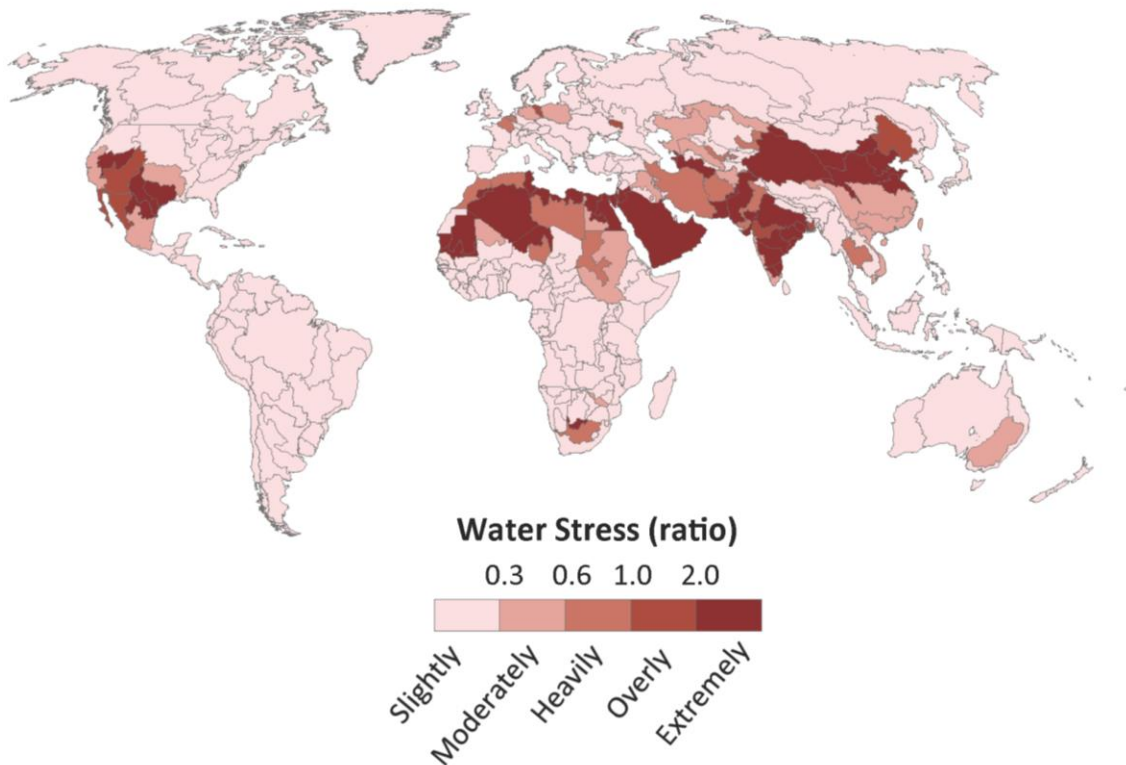 Water Stress (ratio)
0.3 0.6 1.0 2.0
Slightly
Moderately
Heavily
Overly
Extremely